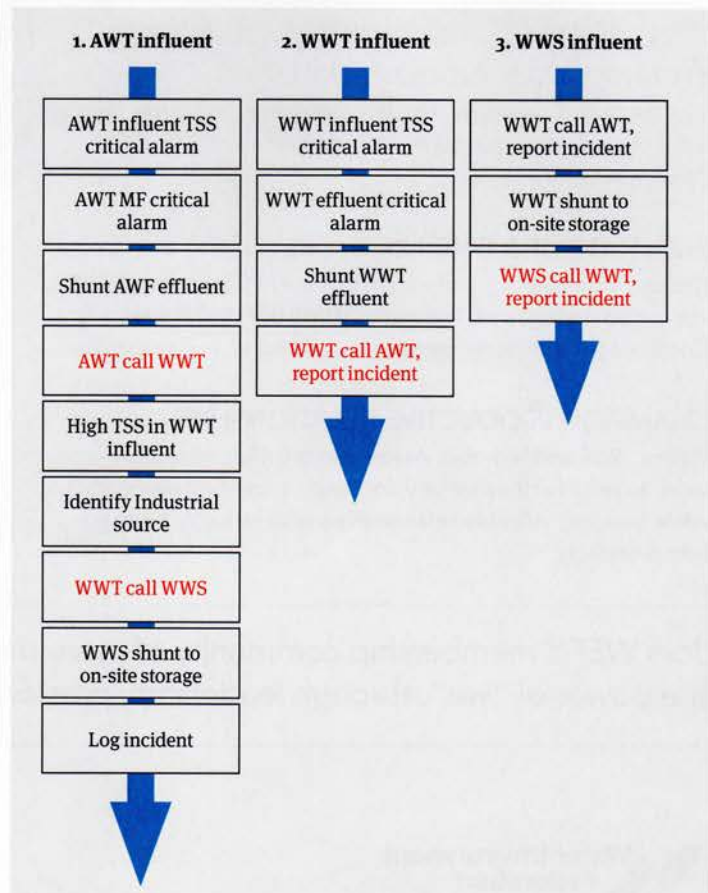 1. AWT influent
AWT influent TSS
critical alarm
AWT MF critical
alarm
Shunt AWF effluent
AWT call WWT
High TSS in WWT
influent
Identify Industrial
source
WWT call WWS
WWS shunt to
on-site storage
Log incident
2. WWT influent
WWT influent TSS
critical alarm
WWT effluent critical
alarm
Shunt WWT
effluent
WWT call AWT,
report incident
3. WWS influent
WWT call AWT,
report incident
WWT shunt to
on-site storage
WWS call WWT,
report incident